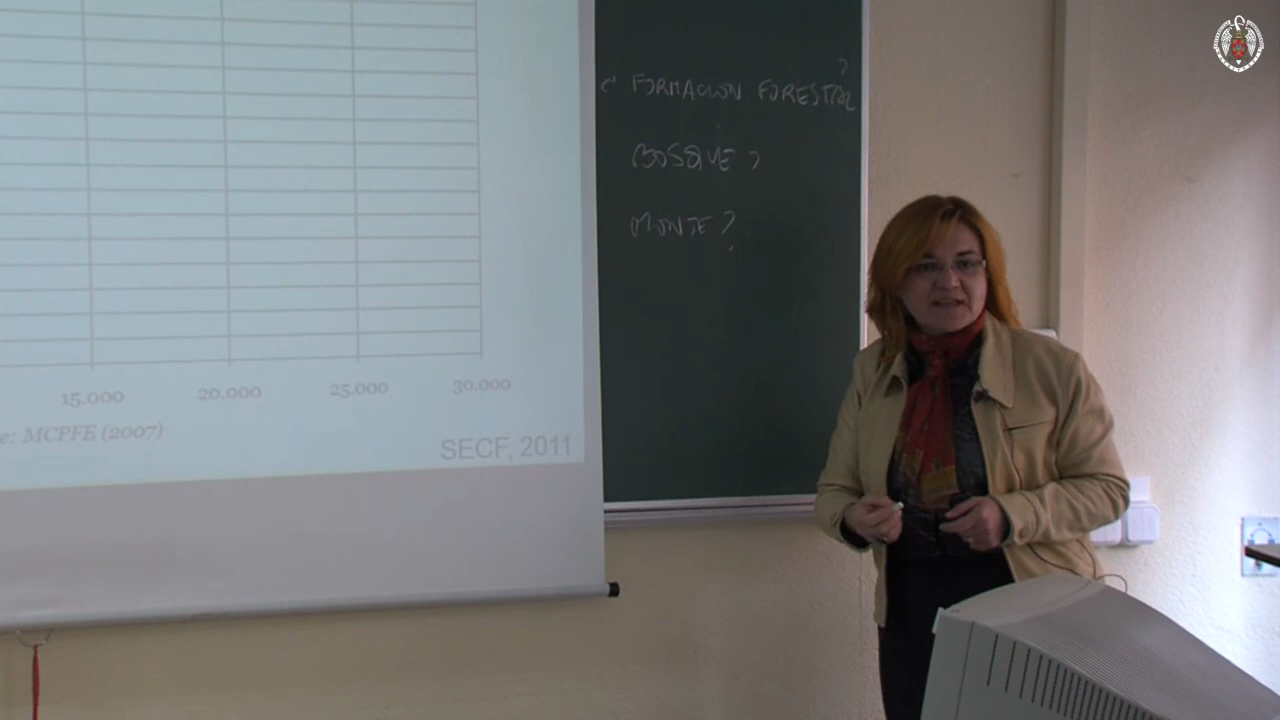 ¿ FORMACION FORESTAL ?
BOSQUE ?
MONTE ?
15.000 20.000 25.000 30.000
e: MCPFE (2007)
SECF, 2011